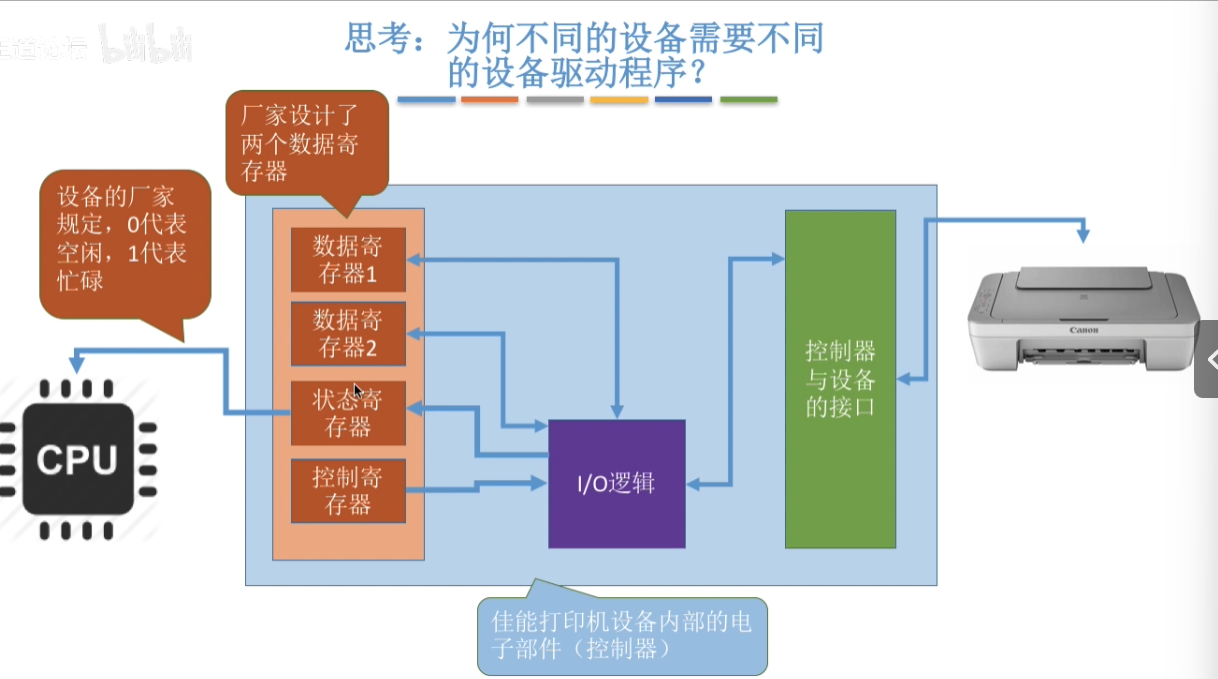 bilibili
思考：为何不同的设备需要不同
的设备驱动程序？
厂家设计了
两个数据寄
存器
设备的厂家
规定，0代表
空闲，1代表
忙碌
数据寄
存器1
数据寄
存器2
状态寄
存器
控制寄
存器
CPU
I/O逻辑
控制器
与设备
的接口
Canon
佳能打印机设备内部的电
子部件（控制器）